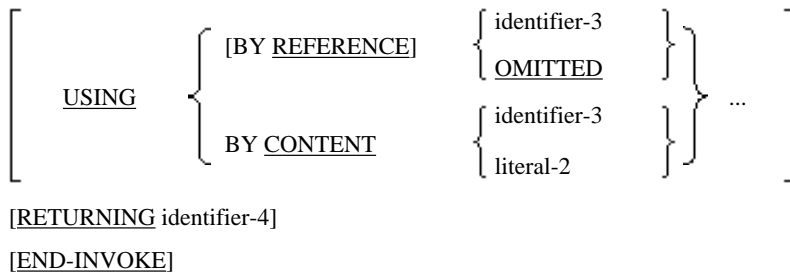 identifier-3
[BY REFERENCE]
OMITTED
USING ...
identifier-3
BY CONTENT
literal-2
[RETURNING identifier-4]
[END-INVOKE]